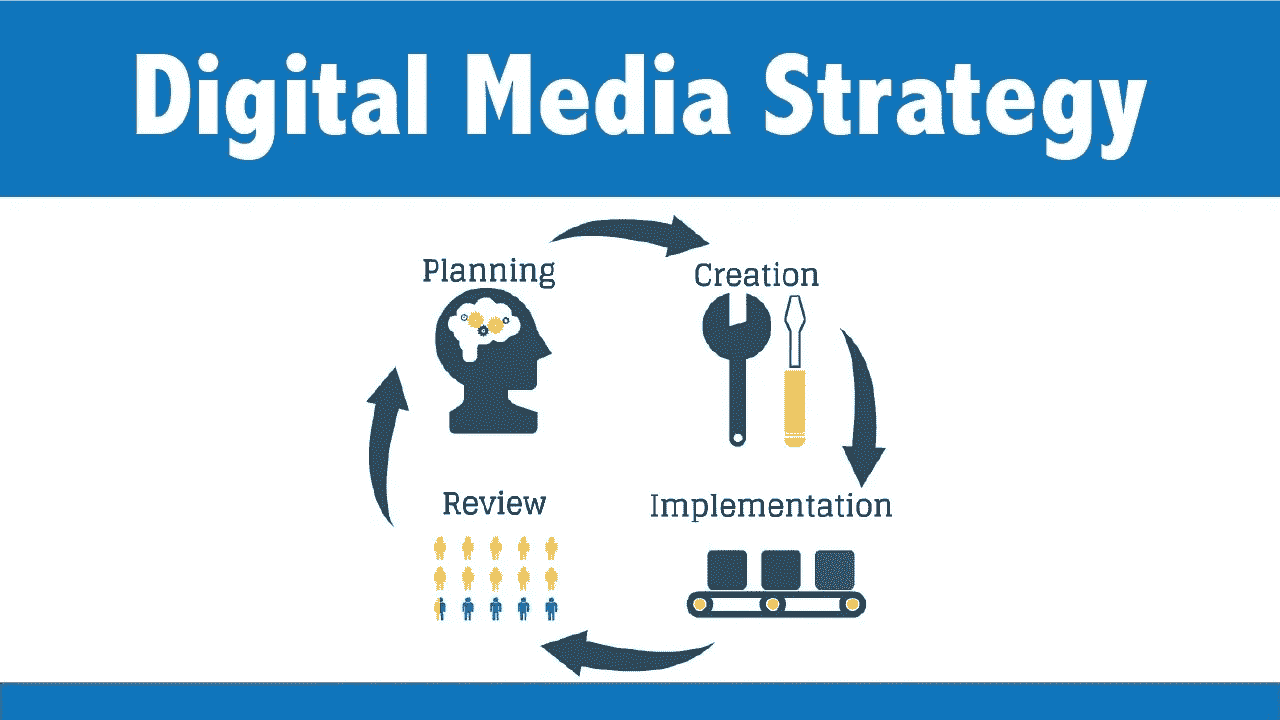 Digital Media Strategy
Planning
Creation
Review
Implementation